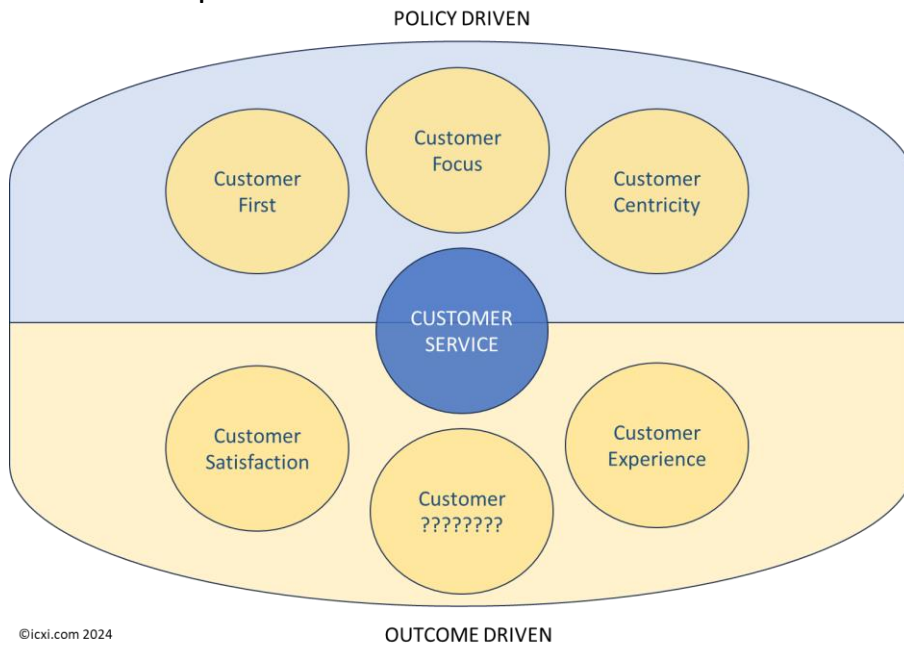 POLICY DRIVEN
Customer
Focus
Customer
First
Customer
Centricity
CUSTOMER
SERVICE
Customer
Satisfaction
Customer
Experience
Customer
????????
©icxi.com 2024
OUTCOME DRIVEN